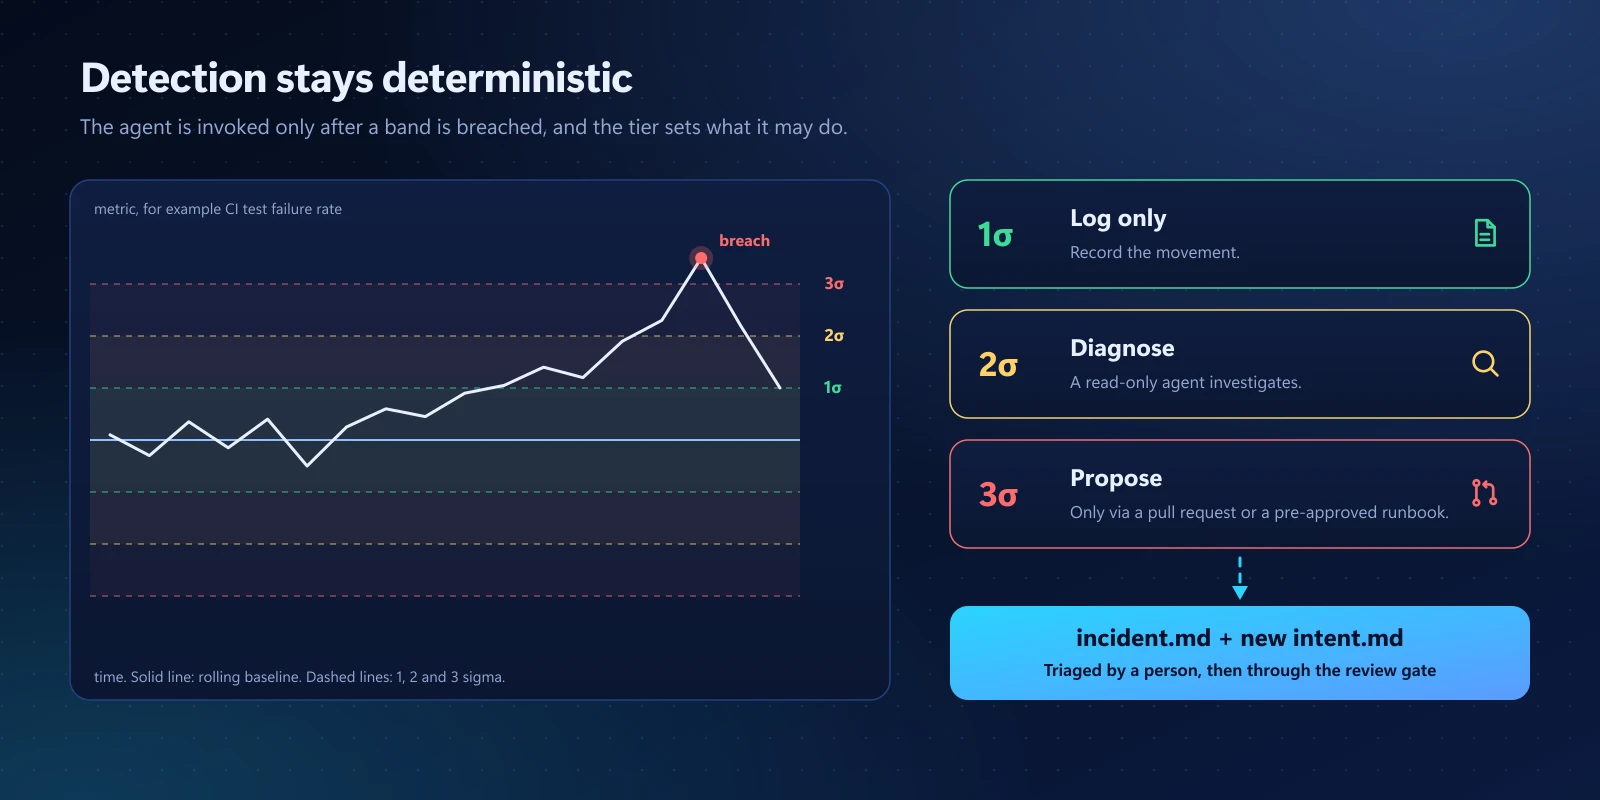 Detection stays deterministic
The agent is invoked only after a band is breached, and the tier sets what it may do.
metric, for example CI test failure rate
breach
3σ
2σ
1σ
time. Solid line: rolling baseline. Dashed lines: 1, 2 and 3 sigma.
1σ
Log only
Record the movement.
2σ
Diagnose
A read-only agent investigates.
3σ
Propose
Only via a pull request or a pre-approved runbook.
incident.md + new intent.md
Triaged by a person, then through the review gate